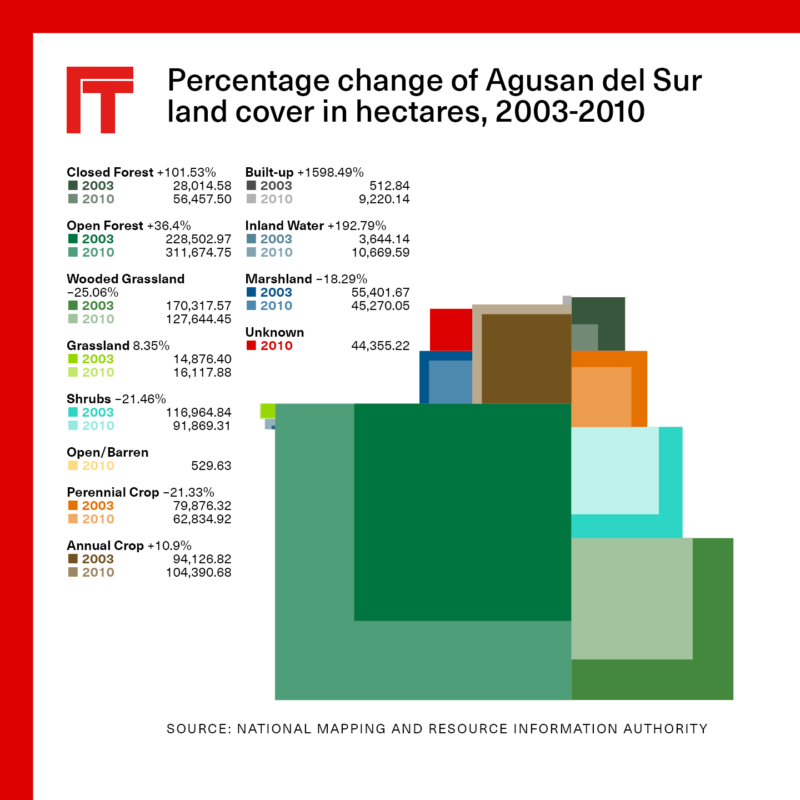 FT
Percentage change of Agusan del Sur
land cover in hectares, 2003-2010
Closed Forest +101.53%
2003 28,014.58
2010 56,457.50
Open Forest +36.4%
2003 228,502.97
2010 311,674.75
Wooded Grassland
−25.06%
2003 170,317.57
2010 127,644.45
Grassland 8.35%
2003 14,876.40
2010 16,117.88
Shrubs −21.46%
2003 116,964.84
2010 91,869.31
Open/Barren
2010 529.63
Perennial Crop −21.33%
2003 79,876.32
2010 62,834.92
Annual Crop +10.9%
2003 94,126.82
2010 104,390.68
Built-up +1598.49%
2003 512.84
2010 9,220.14
Inland Water +192.79%
2003 3,644.14
2010 10,669.59
Marshland −18.29%
2003 55,401.67
2010 45,270.05
Unknown
2010 44,355.22
SOURCE: NATIONAL MAPPING AND RESOURCE INFORMATION AUTHORITY